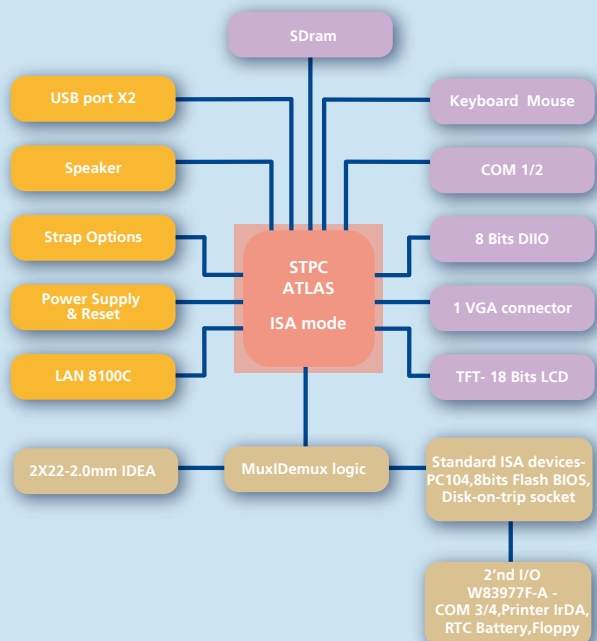 SDram
USB port X2
Keyboard Mouse
Speaker
COM 1/2
Strap Options
8 Bits DIIO
STPC
ATLAS
ISA mode
Power Supply
& Reset
1 VGA connector
LAN 8100C
TFT- 18 Bits LCD
2X22-2.0mm IDEA
MuxIDemux logic
Standard ISA devices-
PC104,8bits Flash BIOS,
Disk-on-trip socket
2'nd I/O
W83977F-A -
COM 3/4,Printer IrDA,
RTC Battery,Floppy